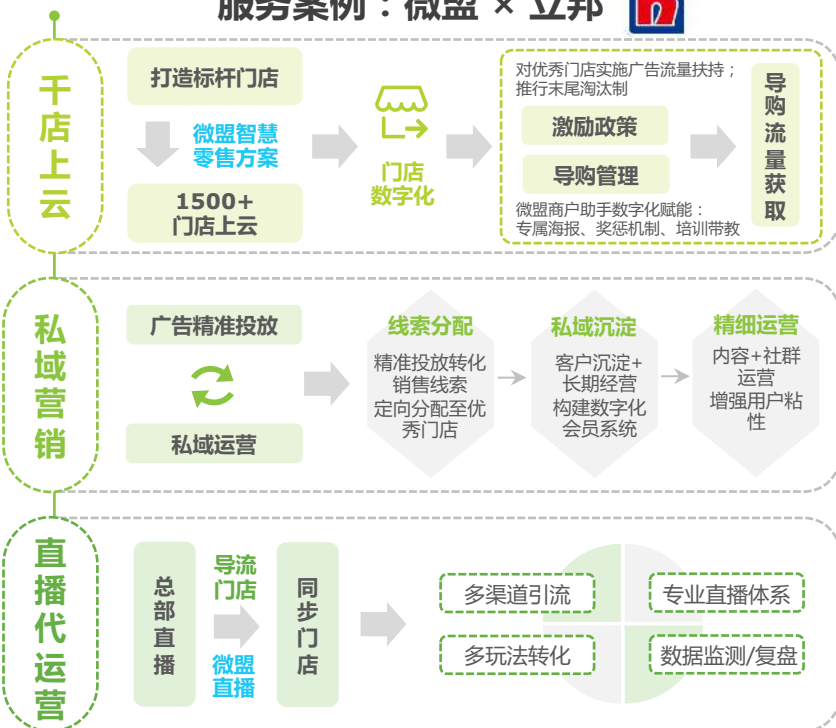 服务案例：微盟 × 立邦
千店上云
打造标杆门店
微盟智慧
零售方案
1500+
门店上云
门店
数字化
对优秀门店实施广告流量扶持；
推行末尾淘汰制
激励政策
导购管理
微盟商户助手数字化赋能：
专属海报、奖惩机制、培训带教
导购流量获取
私域营销
广告精准投放
私域运营
线索分配
精准投放转化
销售线索
定向分配至优
秀门店
私域沉淀
客户沉淀+
长期经营
构建数字化
会员系统
精细运营
内容+社群
运营
增强用户粘
性
直播代运营
总部直播
导流
门店
微盟
直播
同步门店
多渠道引流
专业直播体系
多玩法转化
数据监测/复盘